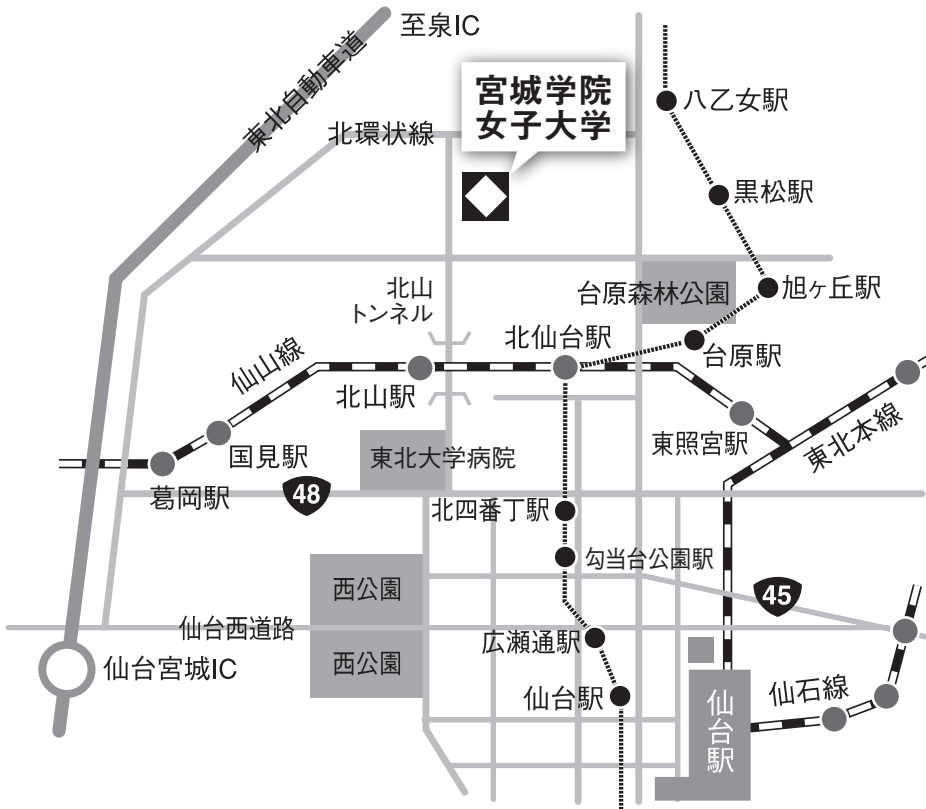 至泉IC
東北自動車道
北環状線
宮城学院
女子大学
八乙女駅
黒松駅
旭ヶ丘駅
台原森林公園
台原駅
北山
トンネル
北仙台駅
仙山線
北山駅
東照宮駅
東北本線
国見駅
葛岡駅
東北大学病院
48
北四番丁駅
勾当台公園駅
西公園
45
仙台西道路
広瀬通駅
西公園
仙台宮城IC
仙台駅
仙台駅
仙石線